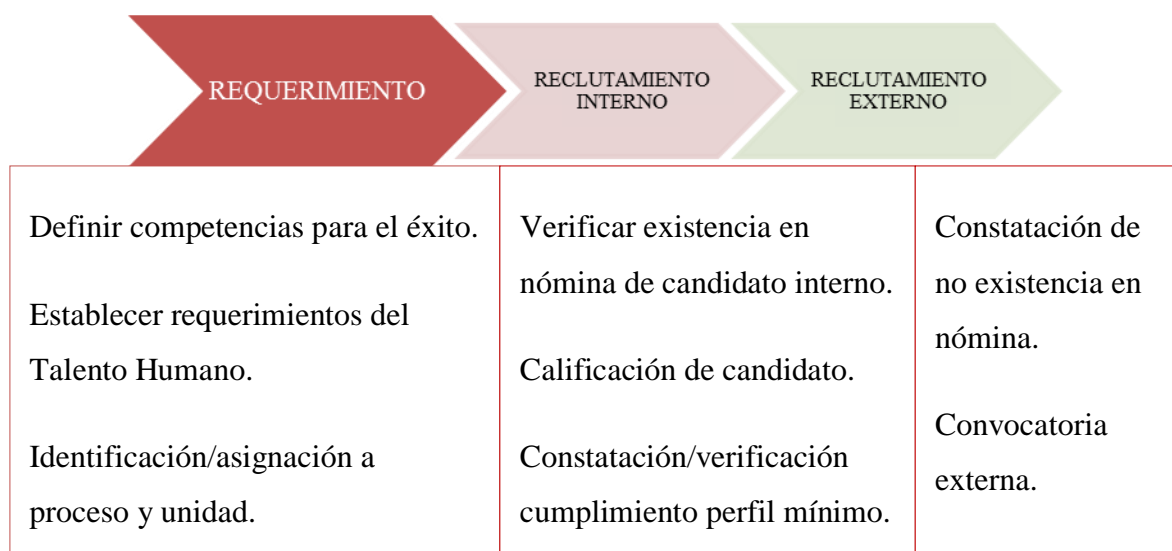 REQUERIMIENTO
RECLUTAMIENTO
INTERNO
RECLUTAMIENTO
EXTERNO
Definir competencias para el éxito.
Establecer requerimientos del
Talento Humano.
Identificación/asignación a
proceso y unidad.
Verificar existencia en
nómina de candidato interno.
Calificación de candidato.
Constatación/verificación
cumplimiento perfil mínimo.
Constatación de
no existencia en
nómina.
Convocatoria
externa.